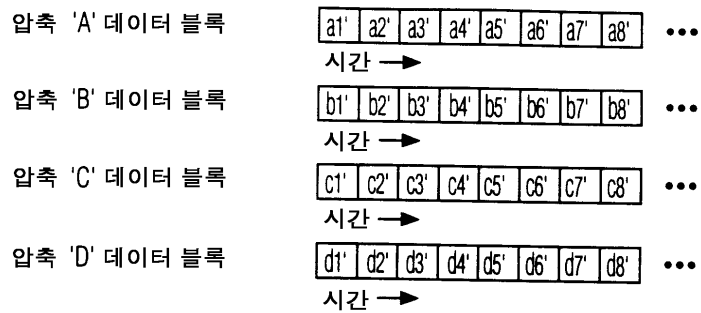 압축 'A' 데이터 블록 a1' a2' a3' a4' a5' a6' a7' a8' •••
시간
압축 'B' 데이터 블록 b1' b2' b3' b4' b5' b6' b7' b8' •••
시간
압축 'C' 데이터 블록 c1' c2' c3' c4' c5' c6' c7' c8' •••
시간
압축 'D' 데이터 블록 d1' d2' d3' d4' d5' d6' d7' d8' •••
시간